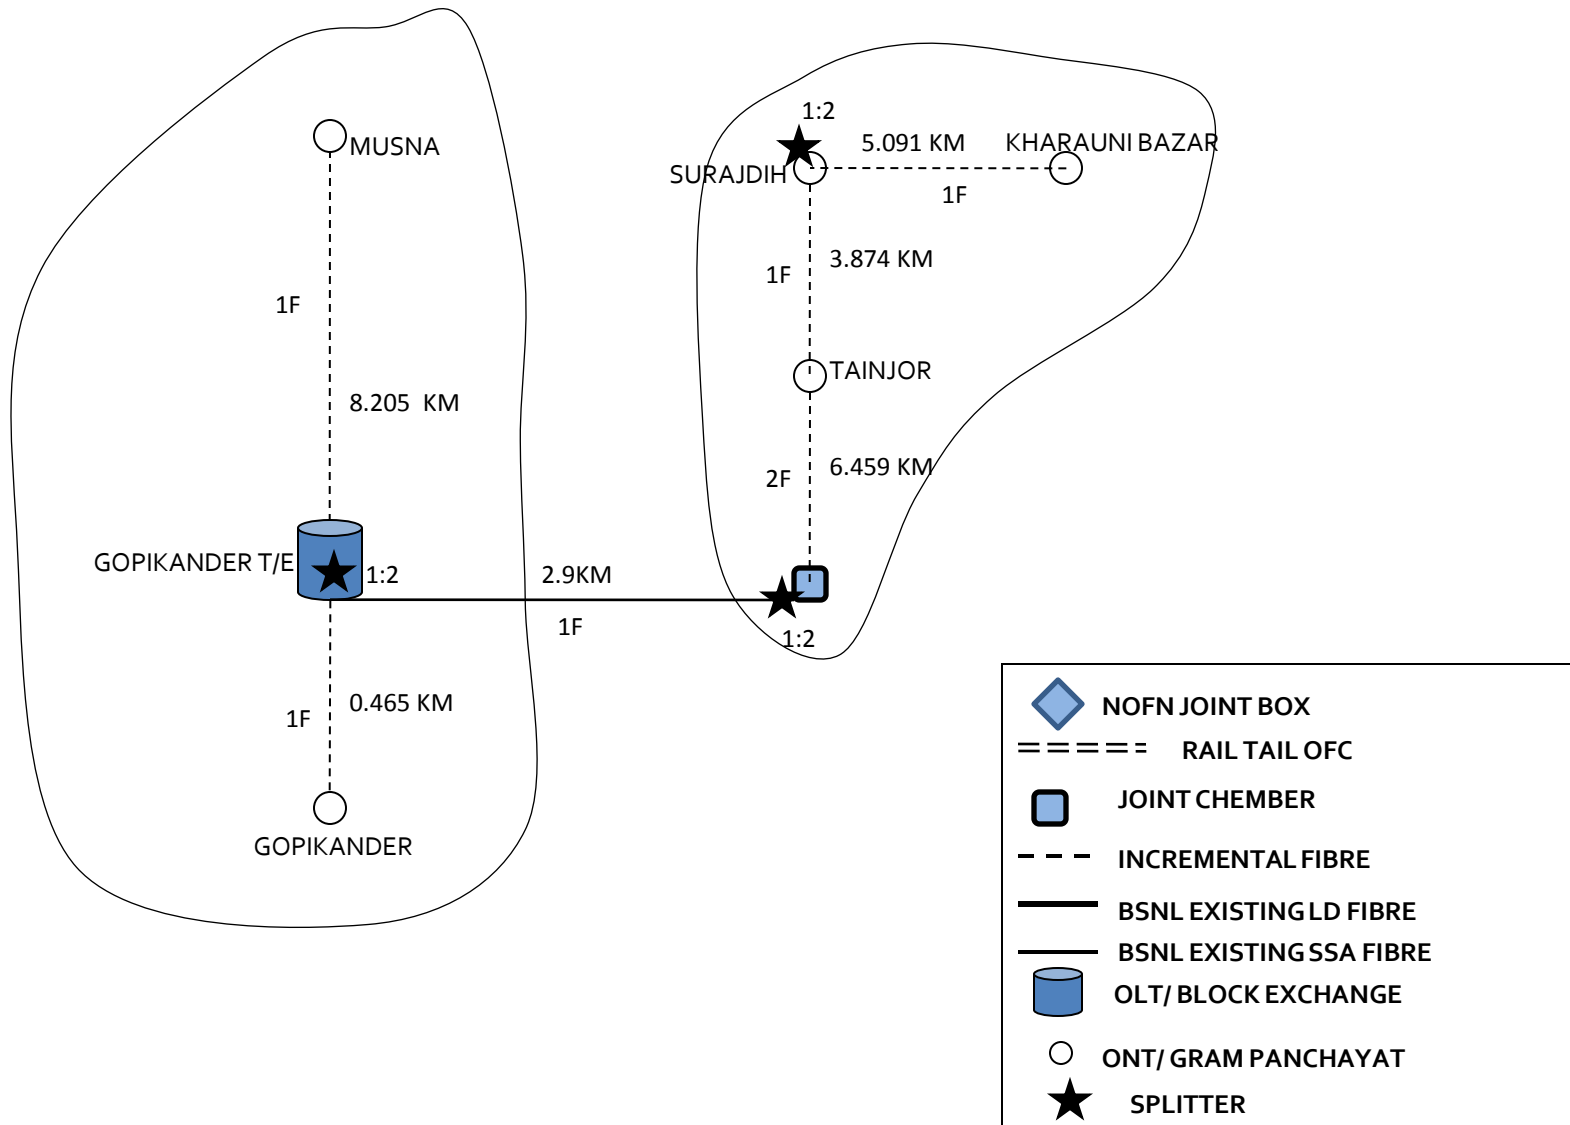 MUSNA
1F
8.205  KM
GOPIKANDER T/E
1:2
2.9KM
1F
0.465 KM
1F
GOPIKANDER
1:2
5.091 KM
KHARAUNI BAZAR
SURAJDIH
1F
3.874 KM
1F
TAINJOR
6.459 KM
2F
1:2
NOFN JOINT BOX
RAIL TAIL OFC
JOINT CHEMBER
INCREMENTAL FIBRE
BSNL EXISTING LD FIBRE
BSNL EXISTING SSA FIBRE
OLT/ BLOCK EXCHANGE
ONT/ GRAM PANCHAYAT
SPLITTER